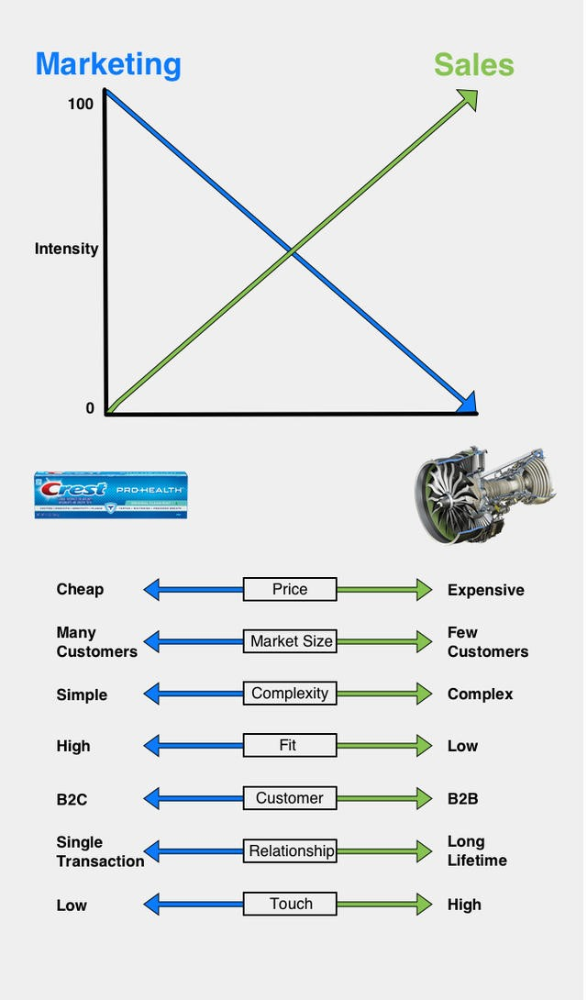 Marketing
Sales
100
Intensity
0
Crest PRO-HEALTH
Cheap
Price
Expensive
Many
Customers
Market Size
Few
Customers
Simple
Complexity
Complex
High
Fit
Low
B2C
Customer
B2B
Single
Transaction
Relationship
Long
Lifetime
Low
Touch
High